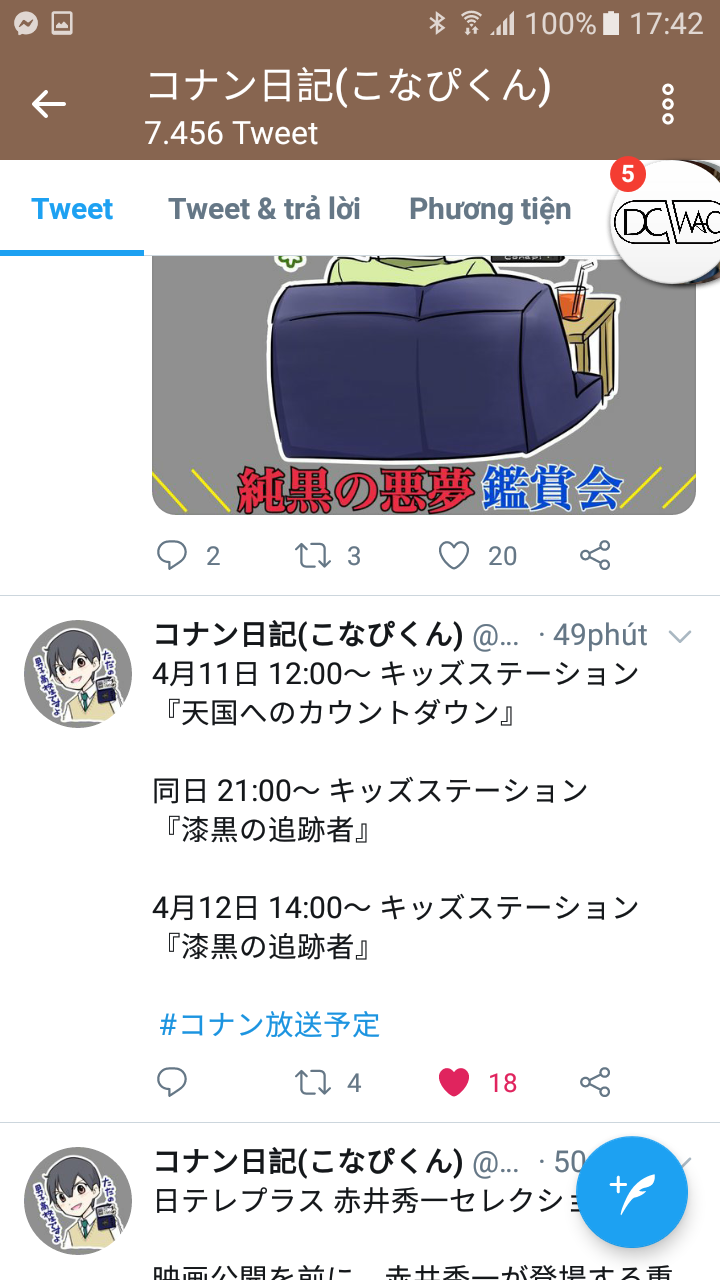 100% 17:42
コナン日記(こなぴくん)
7.456 Tweet
Tweet Tweet & trả lời Phương tiện
5
DC WAC
純黒の悪夢 鑑賞会
2 3 20
コナン日記(こなぴくん) @... · 49phút
4月11日 12:00〜 キッズステーション
『天国へのカウントダウン』
同日 21:00〜 キッズステーション
『漆黒の追跡者』
4月12日 14:00〜 キッズステーション
『漆黒の追跡者』
#コナン放送予定
4 18
コナン日記(こなぴくん) @... · 50
日テレプラス 赤井秀一セレクショ
映画公開を前に、赤井秀一が登場する重